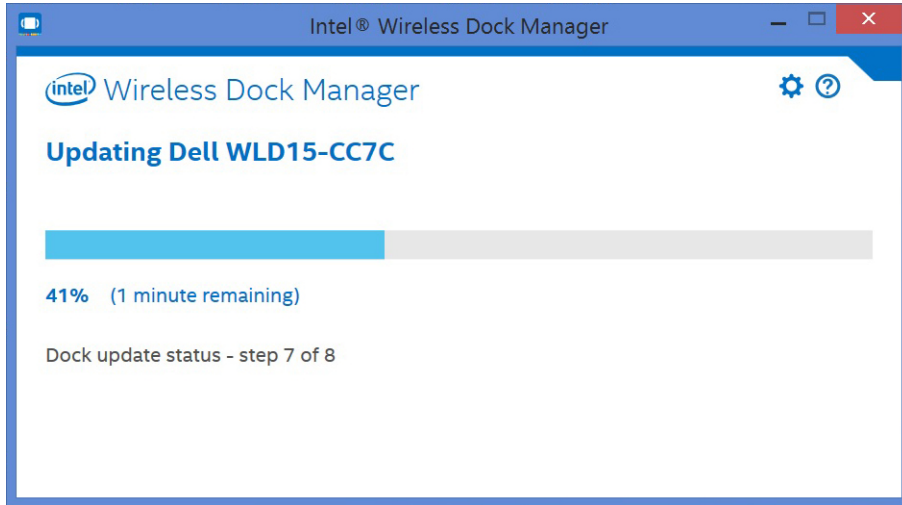 Intel® Wireless Dock Manager
intel Wireless Dock Manager
Updating Dell WLD15-CC7C
41% (1 minute remaining)
Dock update status - step 7 of 8